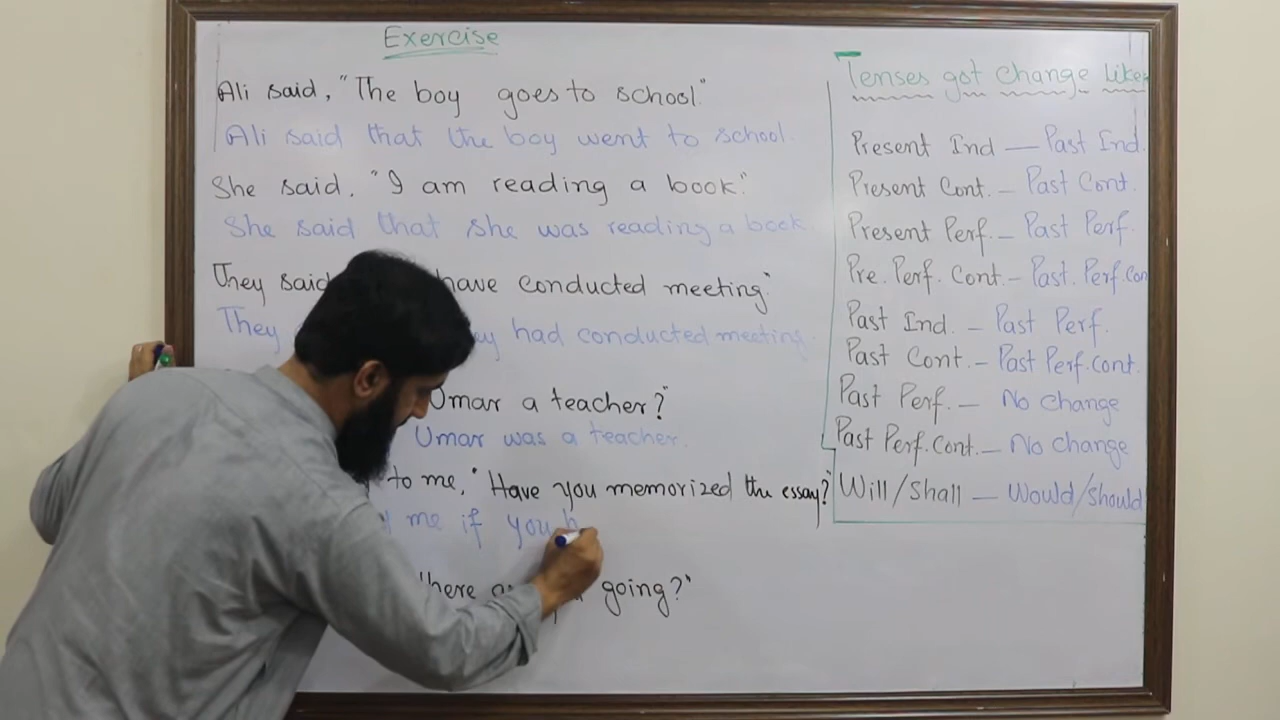 Exercise
Ali said, "The boy goes to school."
Ali said that the boy went to school.
She said, "I am reading a book."
She said that she was reading a book
They said have conducted meeting."
They had conducted meeting.
Umar a teacher?"
Umar was a teacher.
to me, "Have you memorized the essay?"
me if you h
going?"
Tenses got change Like
Present Ind — Past Ind.
Present Cont. – Past Cont.
Present Perf. – Past Perf.
Pre. Perf. Cont. – Past. Perf. Con
Past Ind. – Past Perf.
Past Cont. – Past Perf. cont.
Past Perf. – No change
Past Perf. Cont. – No change
Will/Shall – Would/should